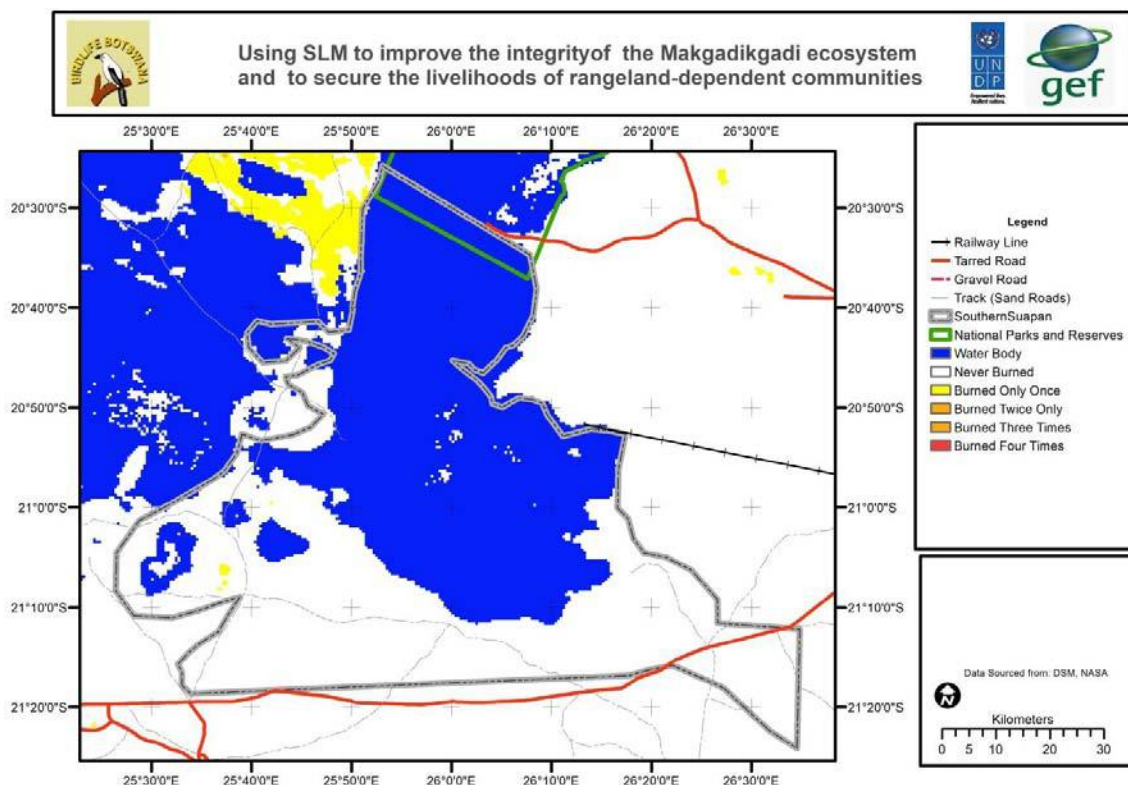 BIRDLIFE BOTSWANA
Using SLM to improve the integrityof the Makgadikgadi ecosystem
and to secure the livelihoods of rangeland-dependent communities
U N
D P
Empowered lives.
Resilient nations.
gef
25°30'0"E 25°40'0"E 25°50'0"E 26°0'0"E 26°10'0"E 26°20'0"E 26°30'0"E
20°30'0"S 20°30'0"S
20°40'0"S 20°40'0"S
20°50'0"S 20°50'0"S
21°0'0"S 21°0'0"S
21°10'0"S 21°10'0"S
21°20'0"S 21°20'0"S
25°30'0"E 25°40'0"E 25°50'0"E 26°0'0"E 26°10'0"E 26°20'0"E 26°30'0"E
Legend
Railway Line
Tarred Road
Gravel Road
Track (Sand Roads)
SouthernSuapan
National Parks and Reserves
Water Body
Never Burned
Burned Only Once
Burned Twice Only
Burned Three Times
Burned Four Times
Data Sourced from: DSM, NASA
N
Kilometers
0 5 10 20 30